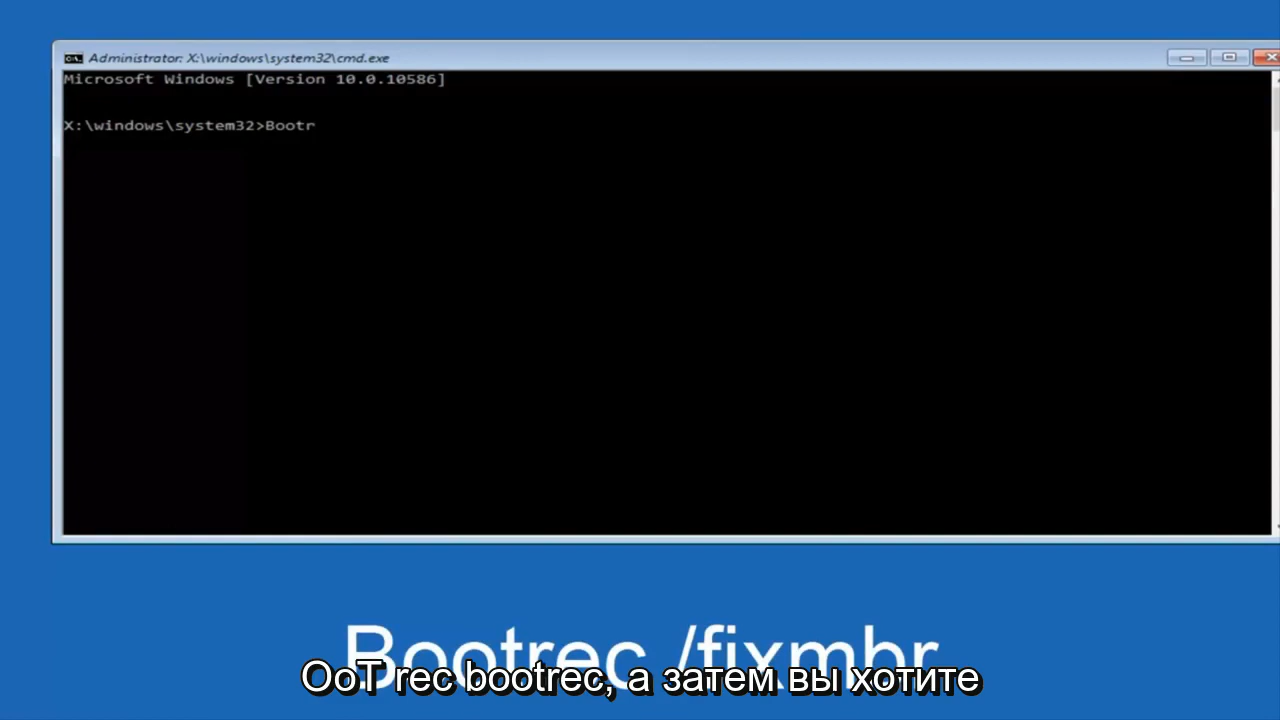 Administrator: X:\windows\system32\cmd.exe
Microsoft Windows [Version 10.0.10586]
X:\windows\system32>Bootr
Bootrec /fixmbr
OoT rec bootrec, а затем вы хотите